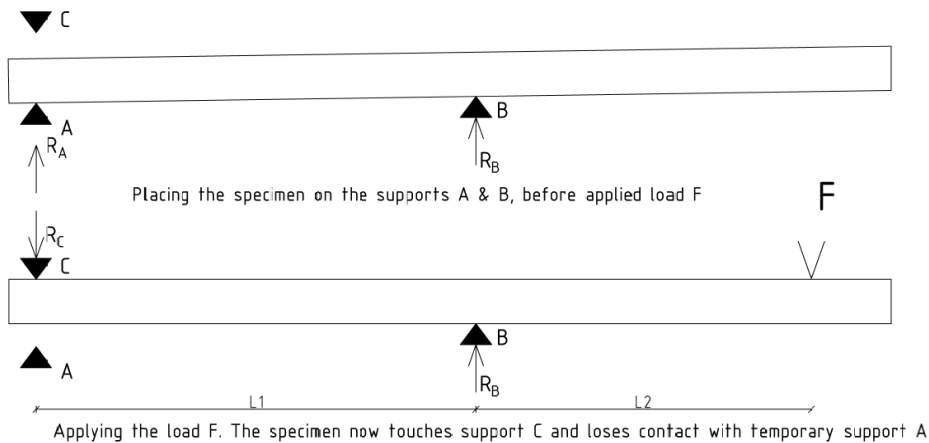 C
A
B
R_A
R_B
Placing the specimen on the supports A & B, before applied load F
F
R_C
C
B
A
R_B
L1
L2
Applying the load F. The specimen now touches support C and loses contact with temporary support A